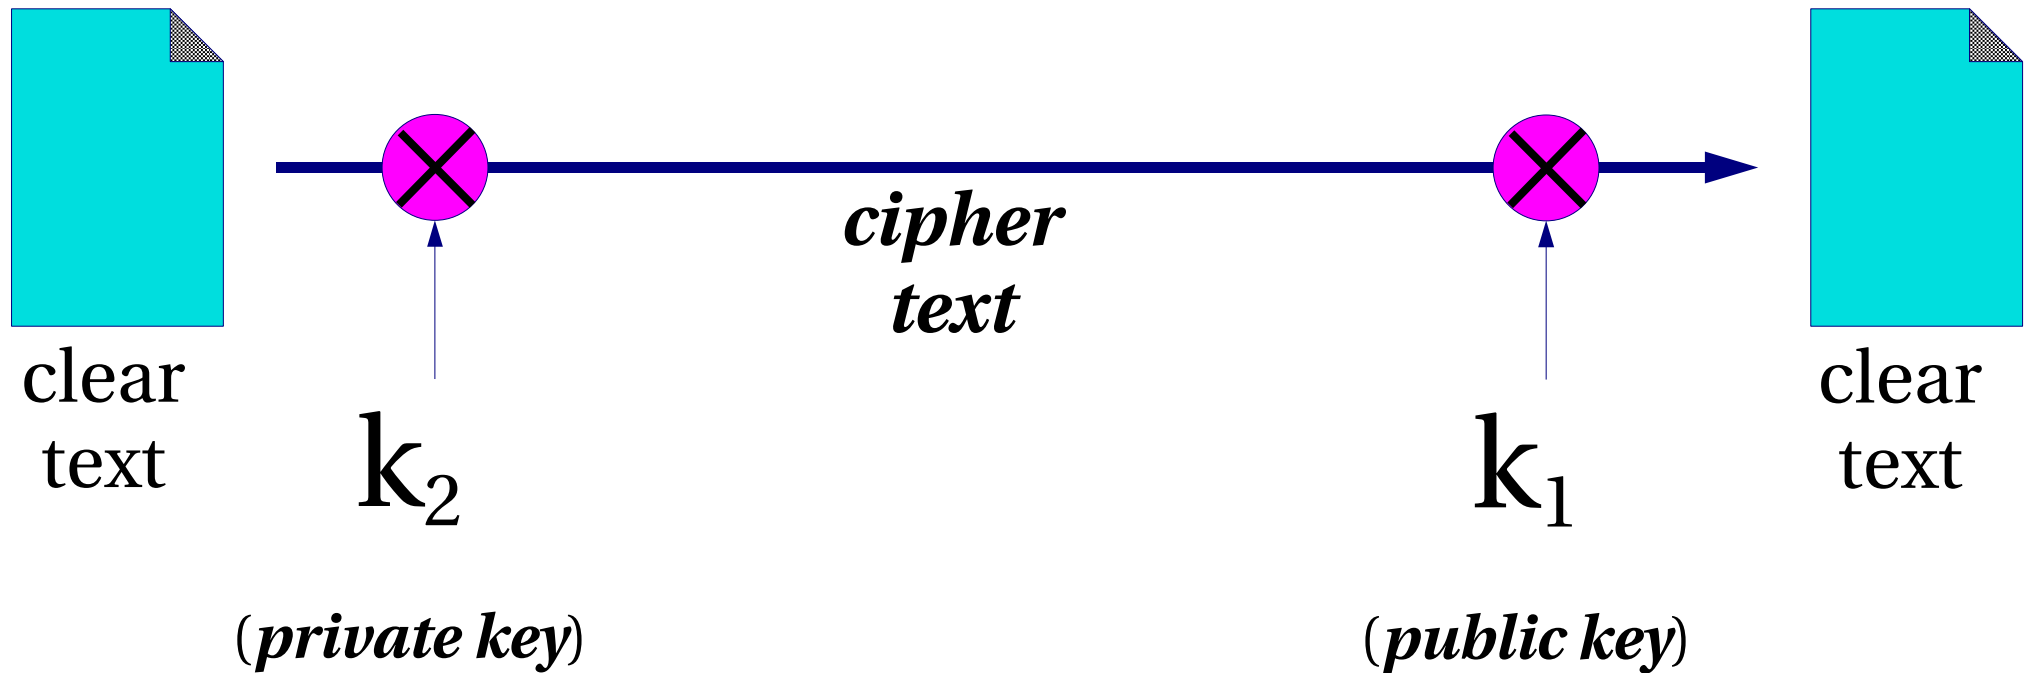 clear
text
cipher
text
clear
text
k2
k1
(private key)
(public key)